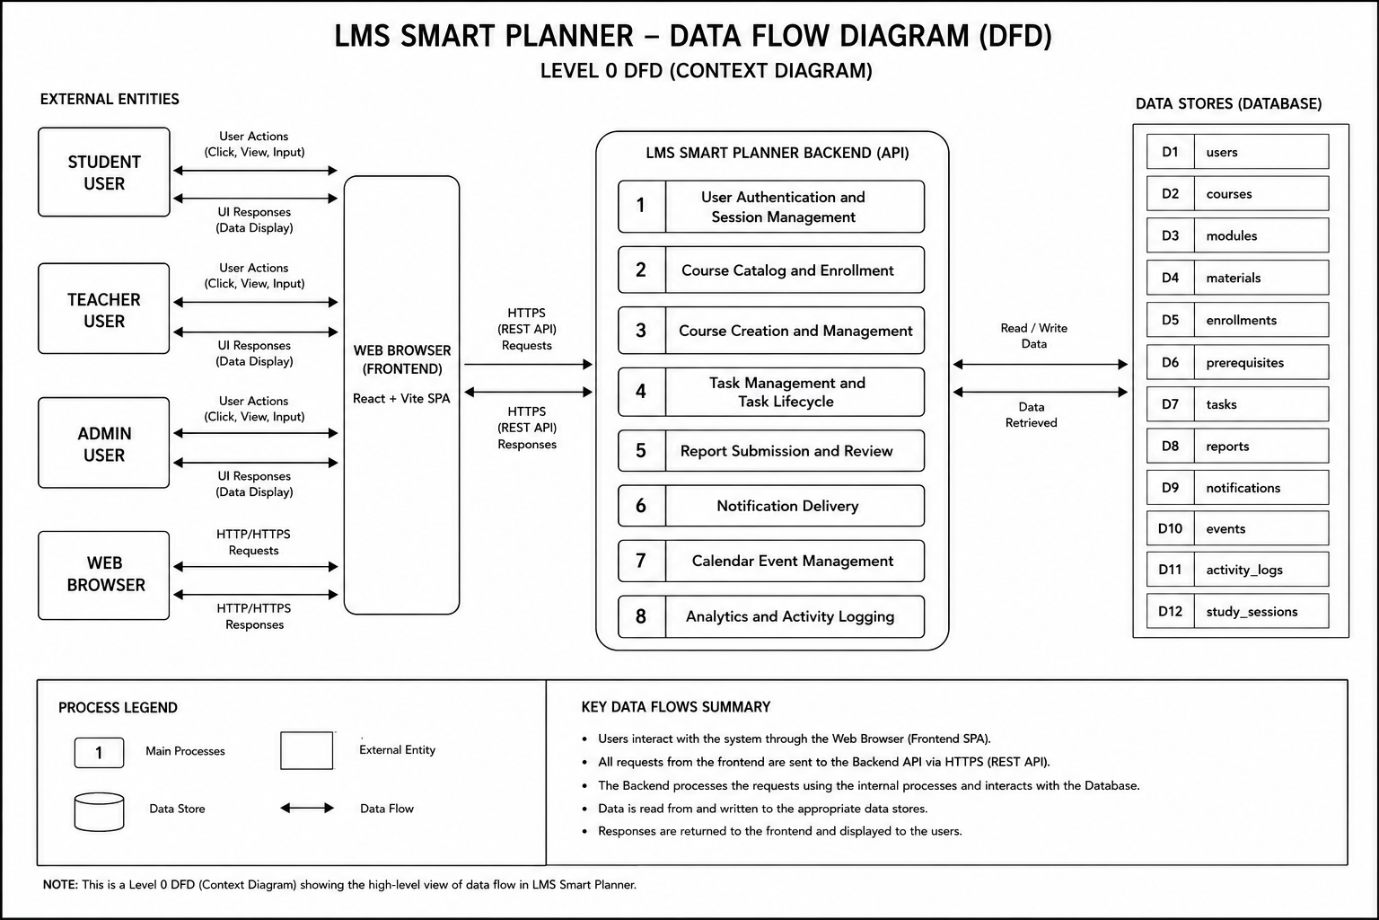 LMS SMART PLANNER – DATA FLOW DIAGRAM (DFD)
LEVEL 0 DFD (CONTEXT DIAGRAM)
EXTERNAL ENTITIES
STUDENT
USER
User Actions
(Click, View, Input)
UI Responses
(Data Display)
TEACHER
USER
User Actions
(Click, View, Input)
UI Responses
(Data Display)
ADMIN
USER
User Actions
(Click, View, Input)
UI Responses
(Data Display)
WEB
BROWSER
HTTP/HTTPS
Requests
HTTP/HTTPS
Responses
WEB BROWSER
(FRONTEND)
React + Vite SPA
HTTPS
(REST API)
Requests
HTTPS
(REST API)
Responses
LMS SMART PLANNER BACKEND (API)
1 User Authentication and
Session Management
2 Course Catalog and Enrollment
3 Course Creation and Management
4 Task Management and
Task Lifecycle
5 Report Submission and Review
6 Notification Delivery
7 Calendar Event Management
8 Analytics and Activity Logging
Read / Write
Data
Data
Retrieved
DATA STORES (DATABASE)
D1 users
D2 courses
D3 modules
D4 materials
D5 enrollments
D6 prerequisites
D7 tasks
D8 reports
D9 notifications
D10 events
D11 activity_logs
D12 study_sessions
PROCESS LEGEND
1 Main Processes
External Entity
Data Store
Data Flow
KEY DATA FLOWS SUMMARY
• Users interact with the system through the Web Browser (Frontend SPA).
• All requests from the frontend are sent to the Backend API via HTTPS (REST API).
• The Backend processes the requests using the internal processes and interacts with the Database.
• Data is read from and written to the appropriate data stores.
• Responses are returned to the frontend and displayed to the users.
NOTE: This is a Level 0 DFD (Context Diagram) showing the high-level view of data flow in LMS Smart Planner.